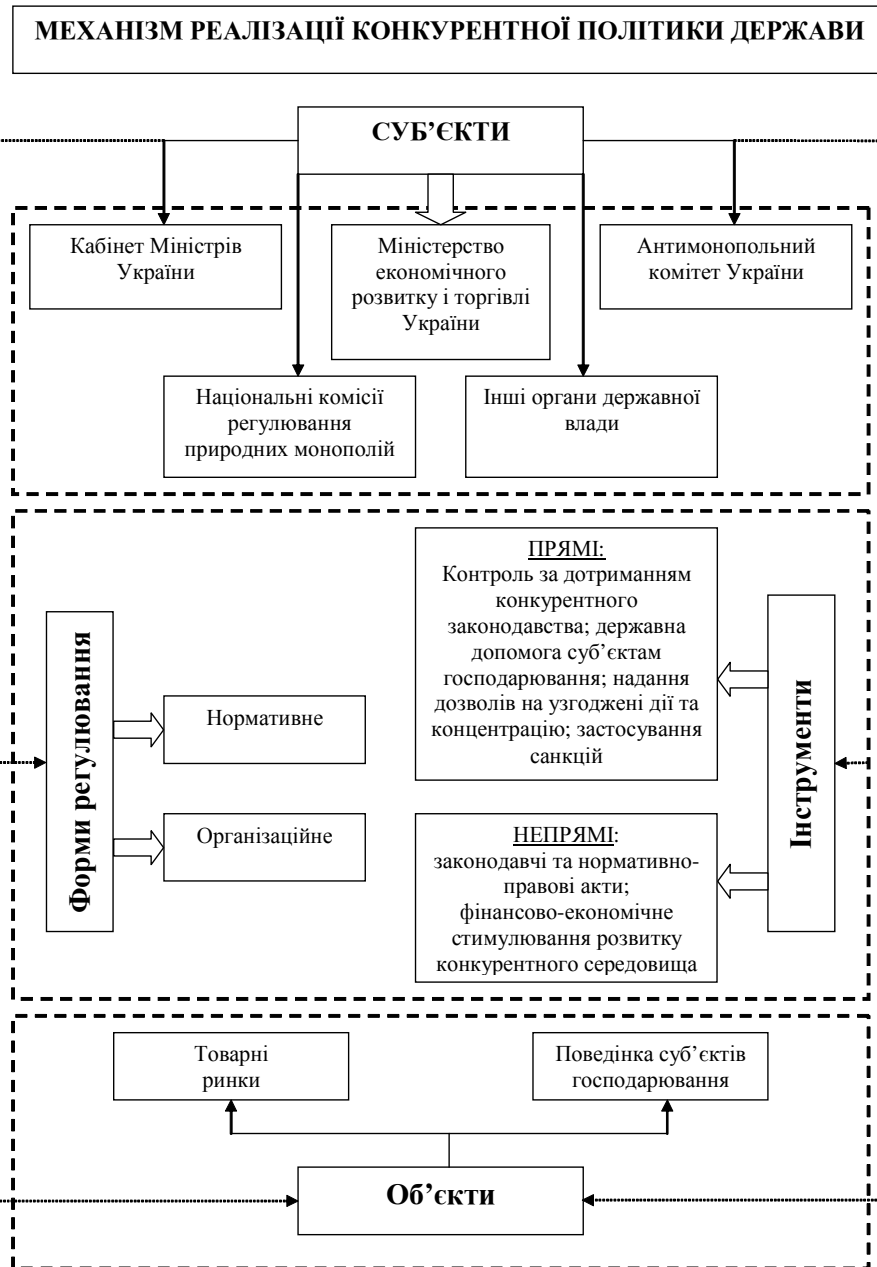 МЕХАНІЗМ РЕАЛІЗАЦІЇ КОНКУРЕНТНОЇ ПОЛІТИКИ ДЕРЖАВИ
СУБ’ЄКТИ
Кабінет Міністрів
України
Міністерство
економічного
розвитку і торгівлі
України
Антимонопольний
комітет України
Національні комісії
регулювання
природних монополій
Інші органи державної
влади
Форми регулювання
Нормативне
Організаційне
ПРЯМІ:
Контроль за дотриманням
конкурентного
законодавства; державна
допомога суб’єктам
господарювання; надання
дозволів на узгоджені дії та
концентрацію; застосування
санкцій
НЕПРЯМІ:
законодавчі та нормативно-
правові акти;
фінансово-економічне
стимулювання розвитку
конкурентного середовища
Інструменти
Товарні
ринки
Поведінка суб’єктів
господарювання
Об’єкти